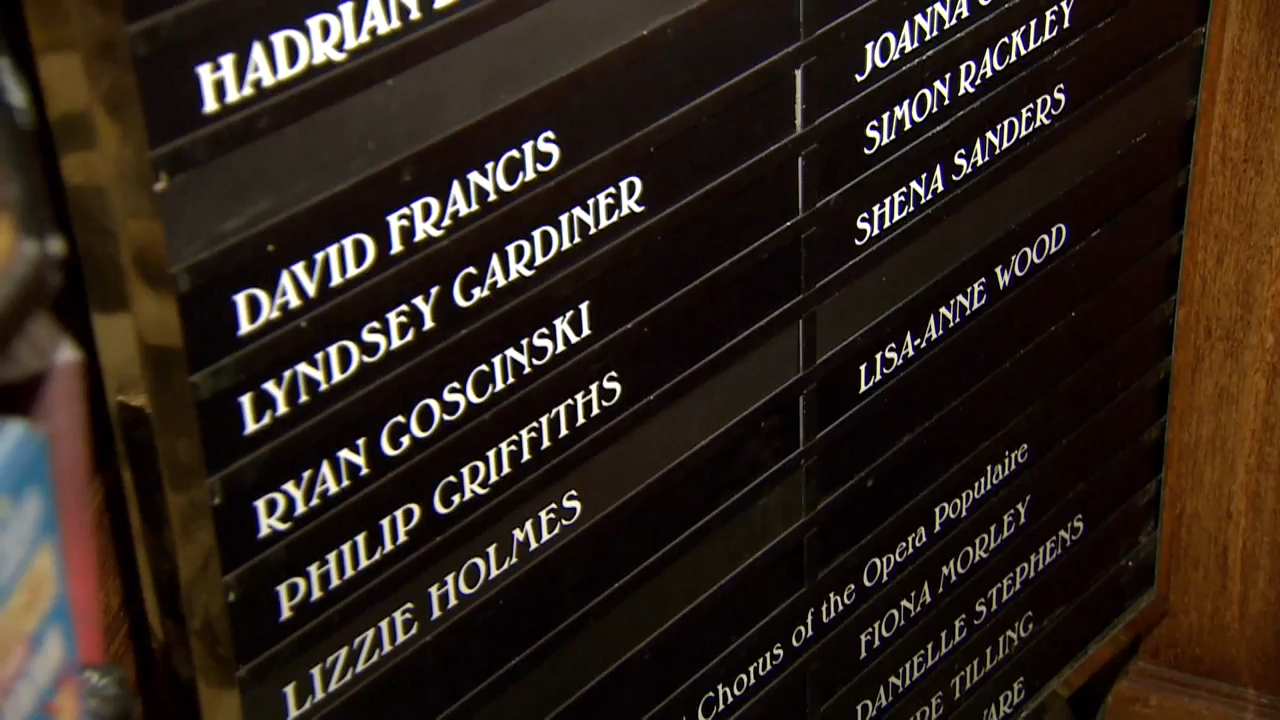 HADRIAN
DAVID FRANCIS
LYNDSEY GARDINER
RYAN GOSCINSKI
PHILIP GRIFFITHS
LIZZIE HOLMES
JOANNA
SIMON RACKLEY
SHENA SANDERS
LISA-ANNE WOOD
Chorus of the Opera Populaire
FIONA MORLEY
DANIELLE STEPHENS
TILLING